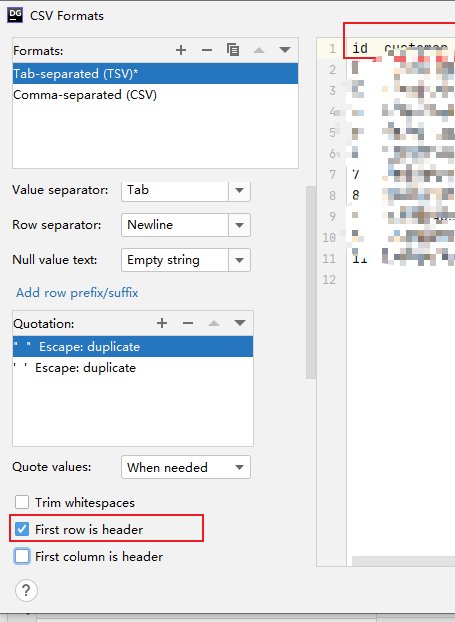 DG CSV Formats
Formats:
Tab-separated (TSV)*
Comma-separated (CSV)
Value separator: Tab
Row separator: Newline
Null value text: Empty string
Add row prefix/suffix
Quotation:
" " Escape: duplicate
' ' Escape: duplicate
Quote values: When needed
Trim whitespaces
First row is header
First column is header
?
1 id
2
3
4
5
6
7 7
8 8
9
10
11 11
12